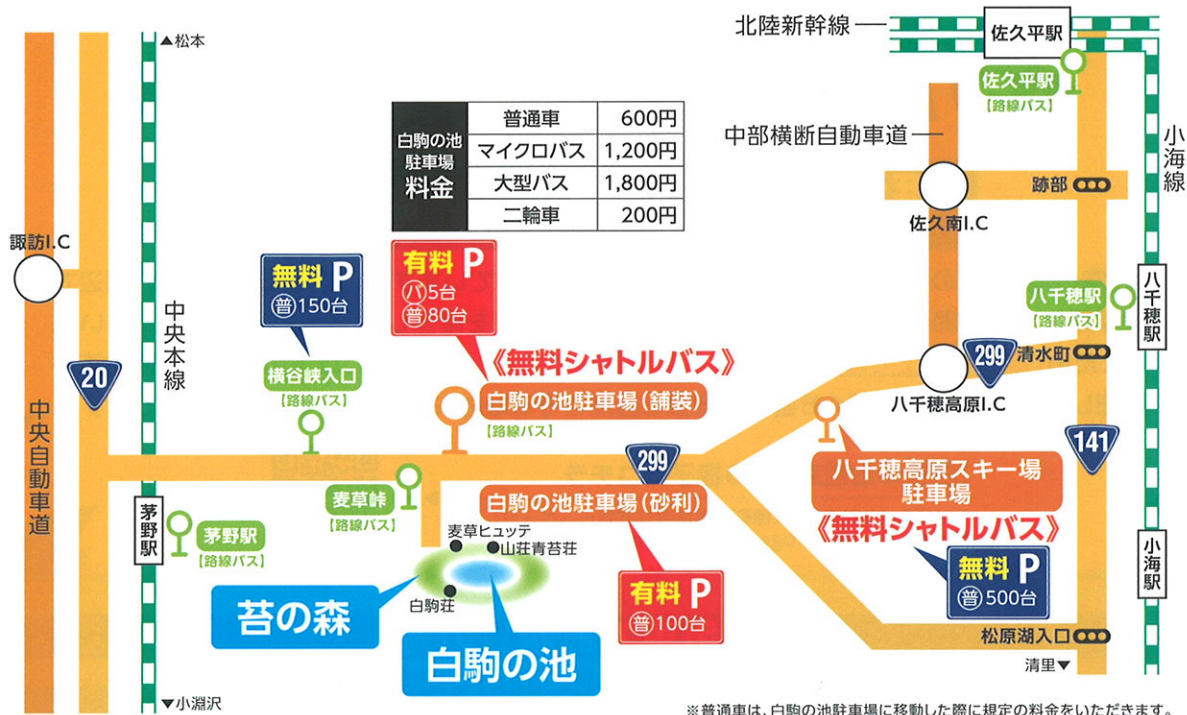 ▲松本
北陸新幹線
佐久平駅
佐久平駅
【路線バス】
小海線
中部横断自動車道
白駒の池
駐車場
料金
普通車 600円
マイクロバス 1,200円
大型バス 1,800円
二輪車 200円
跡部
佐久南I.C
諏訪I.C
無料 P
普150台
有料 P
バ5台
普80台
中央本線
八千穂駅
【路線バス】
八千穂駅
《無料シャトルバス》
299
清水町
20
横谷峡入口
【路線バス】
白駒の池駐車場(舗装)
【路線バス】
八千穂高原I.C
中央自動車道
299
141
麦草峠
【路線バス】
白駒の池駐車場(砂利)
八千穂高原スキー場
駐車場
《無料シャトルバス》
茅野駅
茅野駅
【路線バス】
麦草ヒュッテ
山荘青苔荘
白駒荘
小海駅
無料 P
普500台
有料 P
普100台
苔の森
白駒の池
松原湖入口
清里▼
▼小淵沢
※普通車は、白駒の池駐車場に移動した際に規定の料金をいただきます。